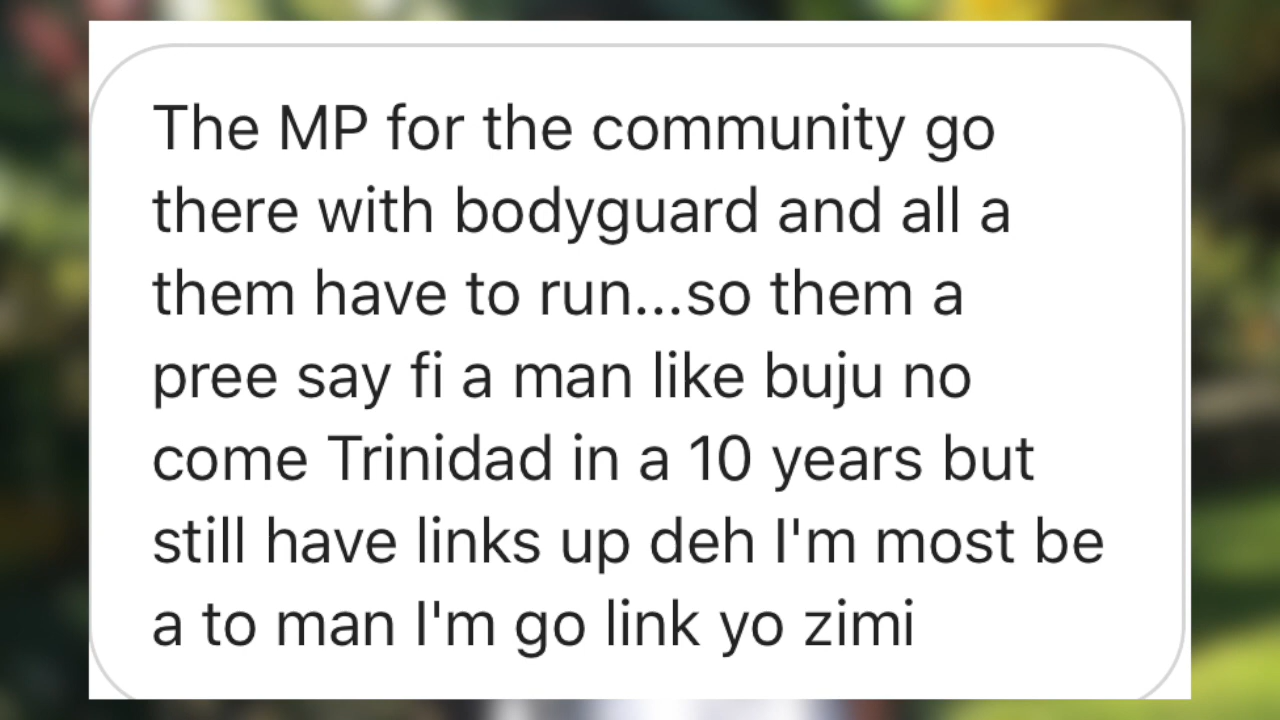 The MP for the community go
there with bodyguard and all a
them have to run...so them a
pree say fi a man like buju no
come Trinidad in a 10 years but
still have links up deh I'm most be
a to man I'm go link yo zimi